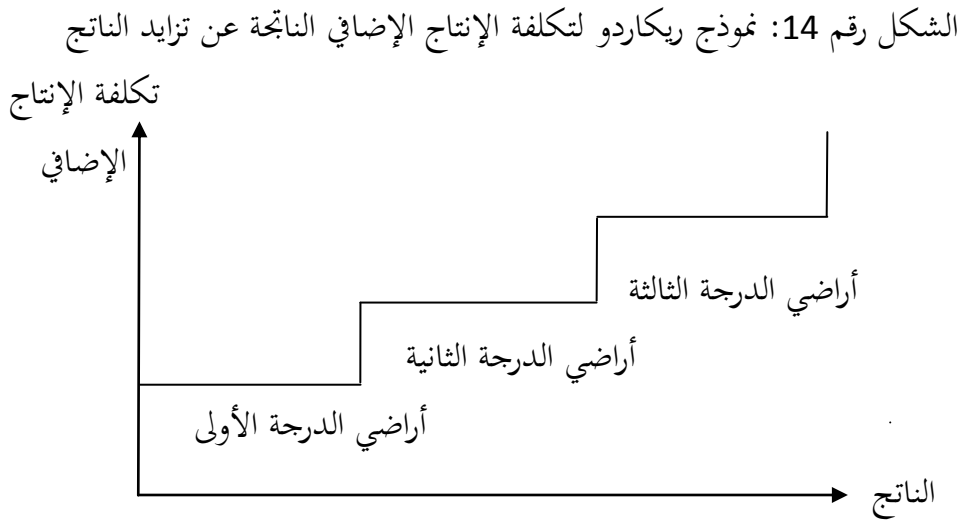 الشكل رقم 14: نموذج ريكاردو لتكلفة الإنتاج الإضافي الناتجة عن تزايد الناتج
تكلفة الإنتاج
الإضافي
أراضي الدرجة الثالثة
أراضي الدرجة الثانية
أراضي الدرجة الأولى
الناتج